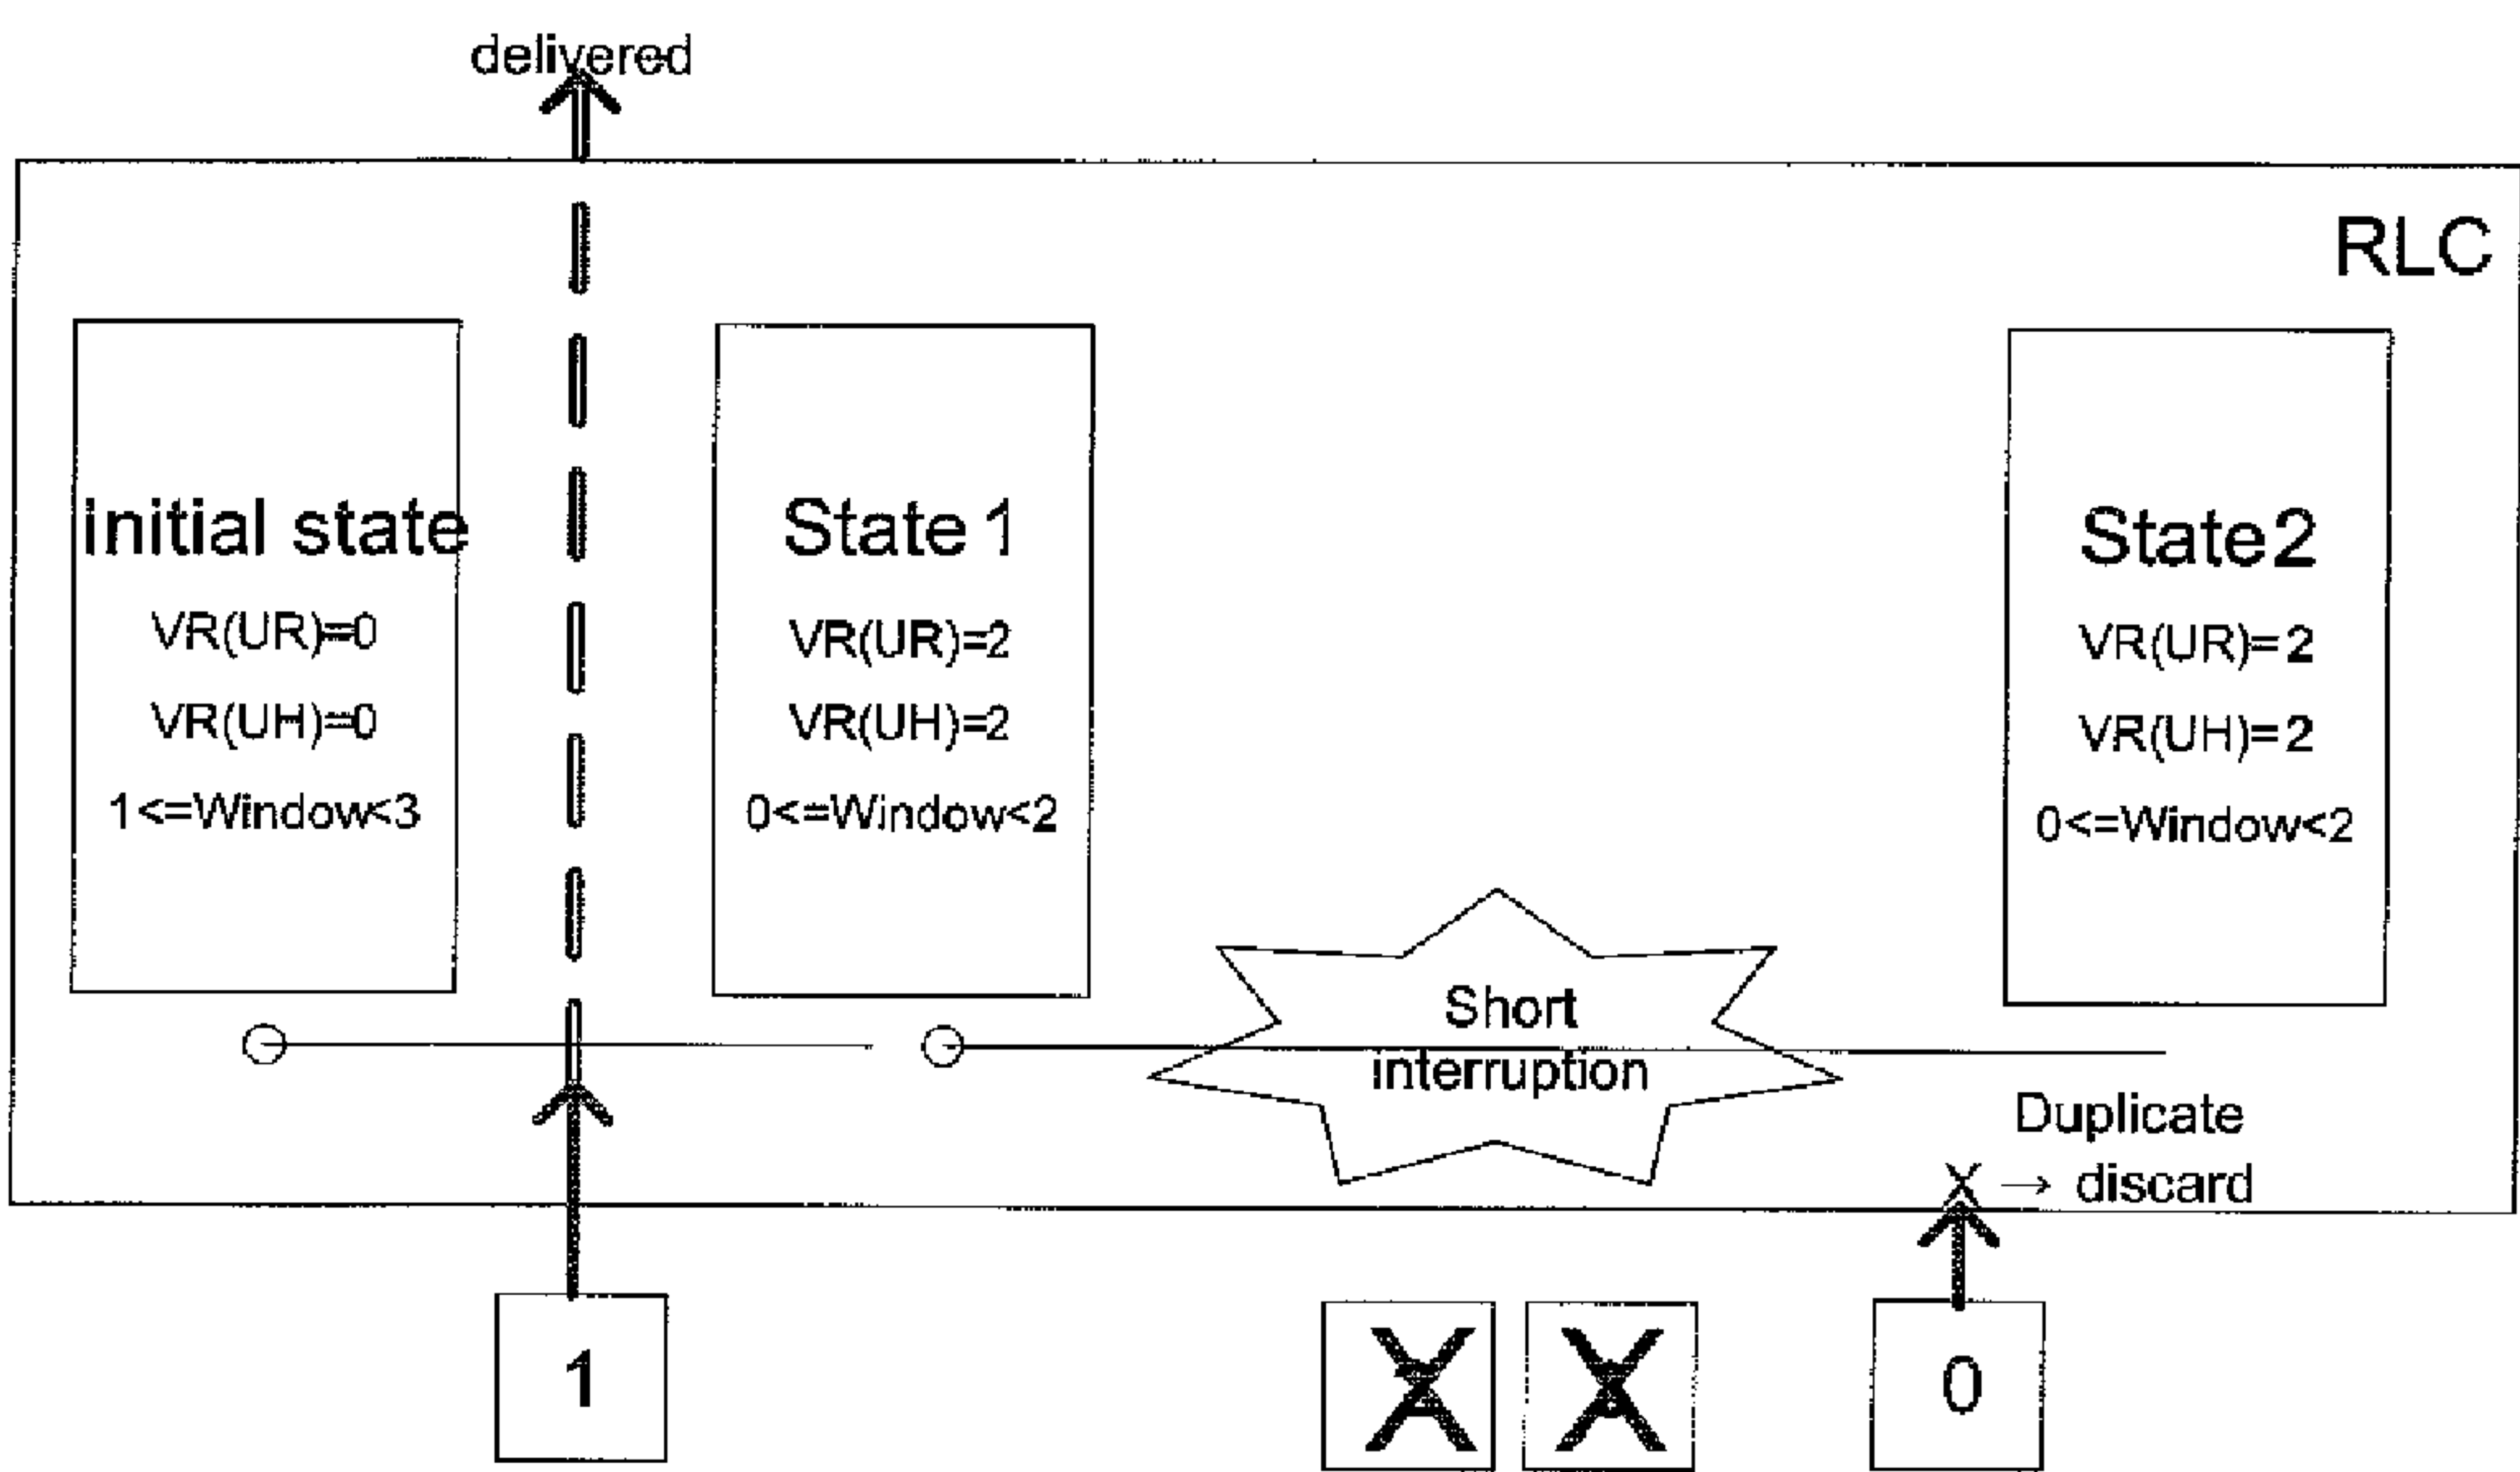 delivered
RLC
Initial state
VR(UR)=0
VR(UH)=0
1<=Window<3
State 1
VR(UR)=2
VR(UH)=2
0<=Window<2
State2
VR(UR)=2
VR(UH)=2
0<=Window<2
Short
interruption
Duplicate
X → discard
1
0